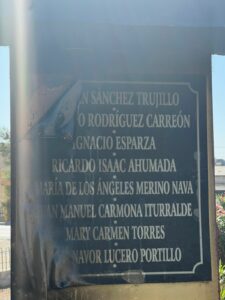 SÁNCHEZ TRUJILLO
RODRÍGUEZ CARREÓN
IGNACIO ESPARZA
RICARDO ISAAC AHUMADA
MARÍA DE LOS ÁNGELES MERINO NAVA
MANUEL CARMONA ITURRALDE
MARY CARMEN TORRES
NAVOR LUCERO PORTILLO